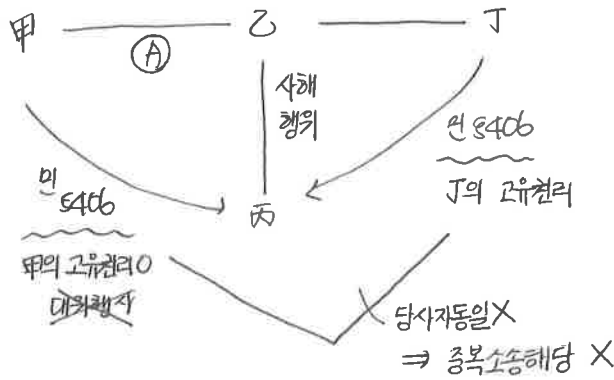 甲 乙 丁
Ⓐ
사해
행위
민 §406
민 §406
丁의 고유권리
丙
甲의 고유권리 O
대위행사
당사자동일 X
⇒ 중복소송해당 X